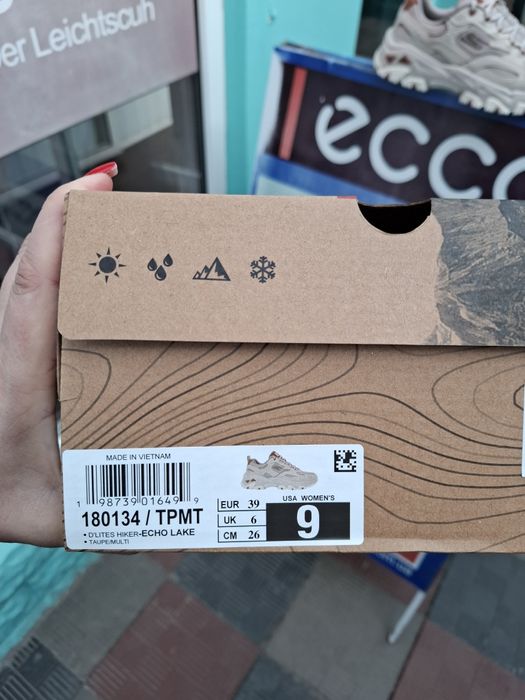 er Leichtscuh
ecco
MADE IN VIETNAM
1 98739 01649 9
180134 / TPMT
• D'LITES HIKER-ECHO LAKE
• TAUPE/MULTI
EUR 39
UK 6
CM 26
USA WOMEN'S
9